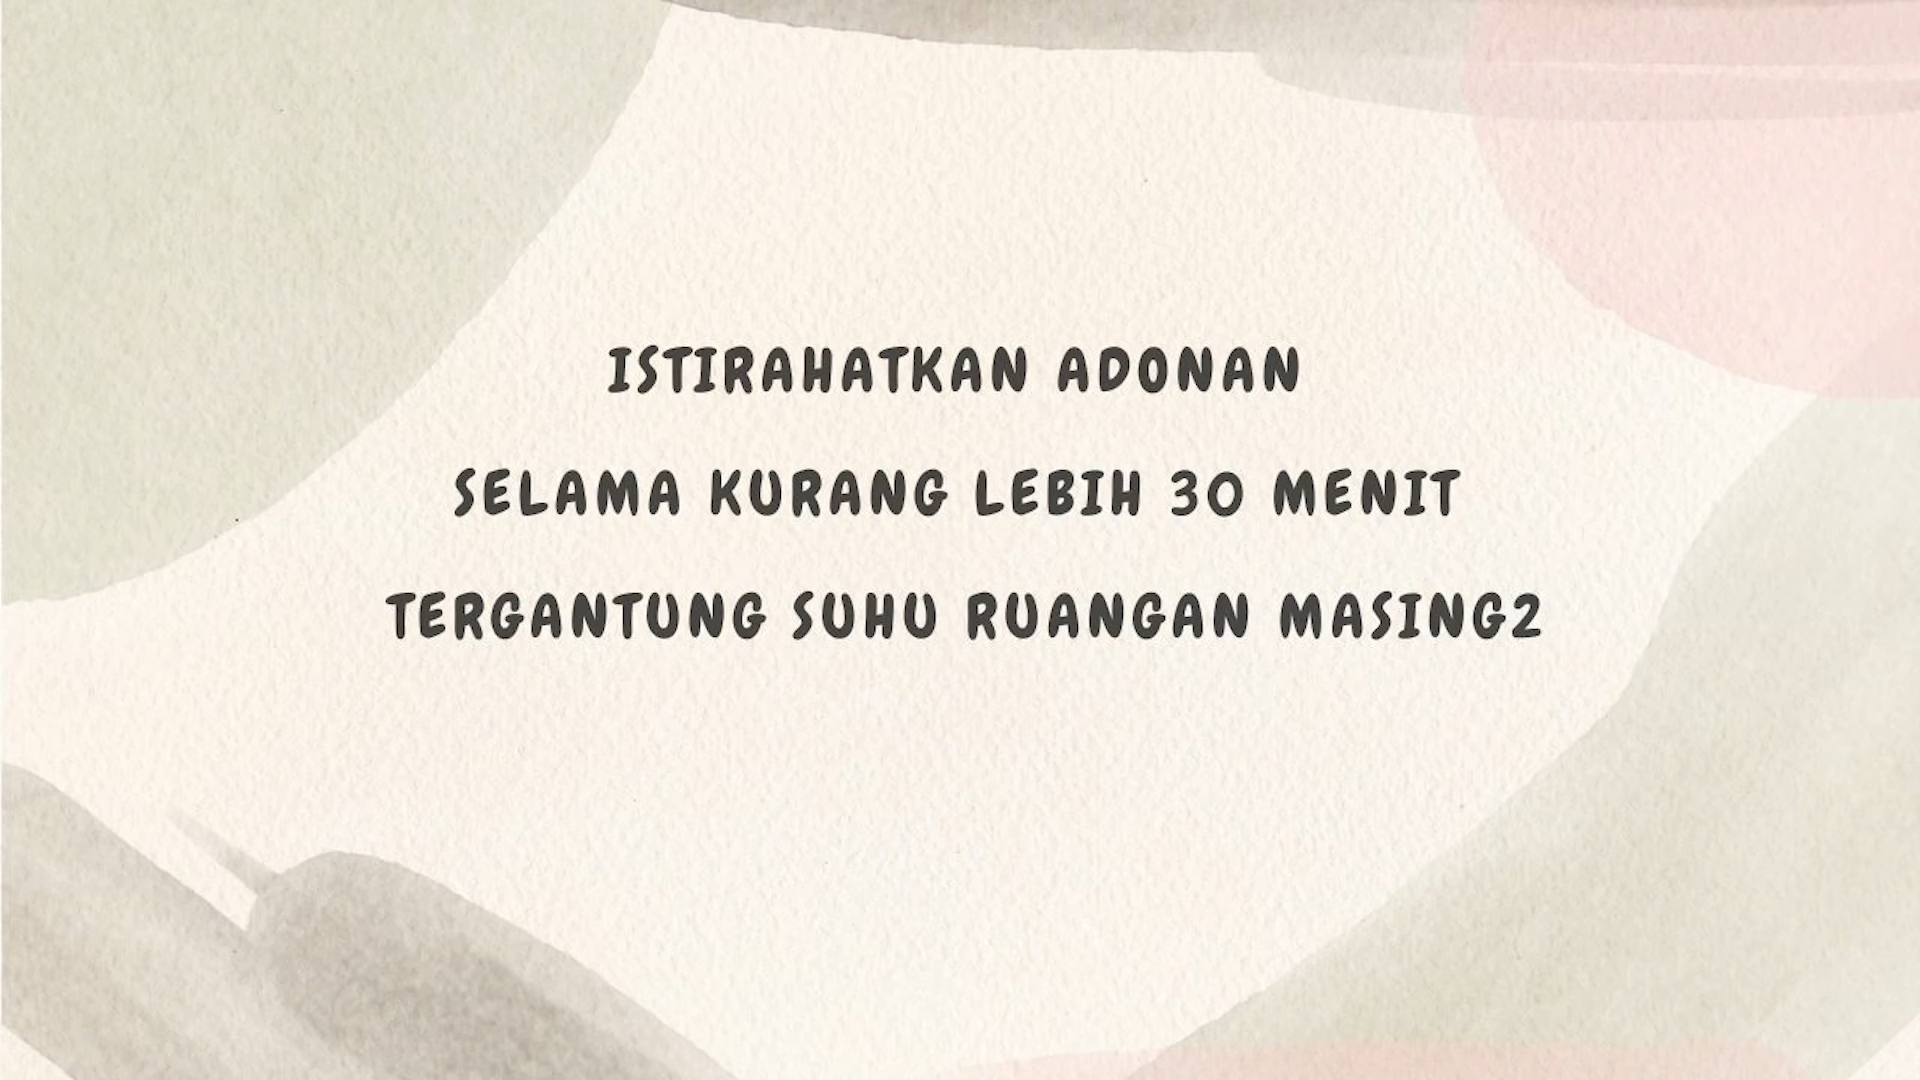 ISTIRAHATKAN ADONAN
SELAMA KURANG LEBIH 30 MENIT
TERGANTUNG SUHU RUANGAN MASING2